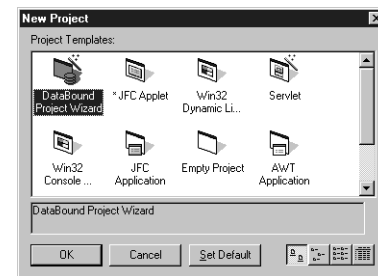 New Project
Project Templates:
DataBound Project Wizard
*JFC Applet
Win32 Dynamic Li...
Servlet
Win32 Console ...
JFC Application
Empty Project
AWT Application
DataBound Project Wizard
OK
Cancel
Set Default